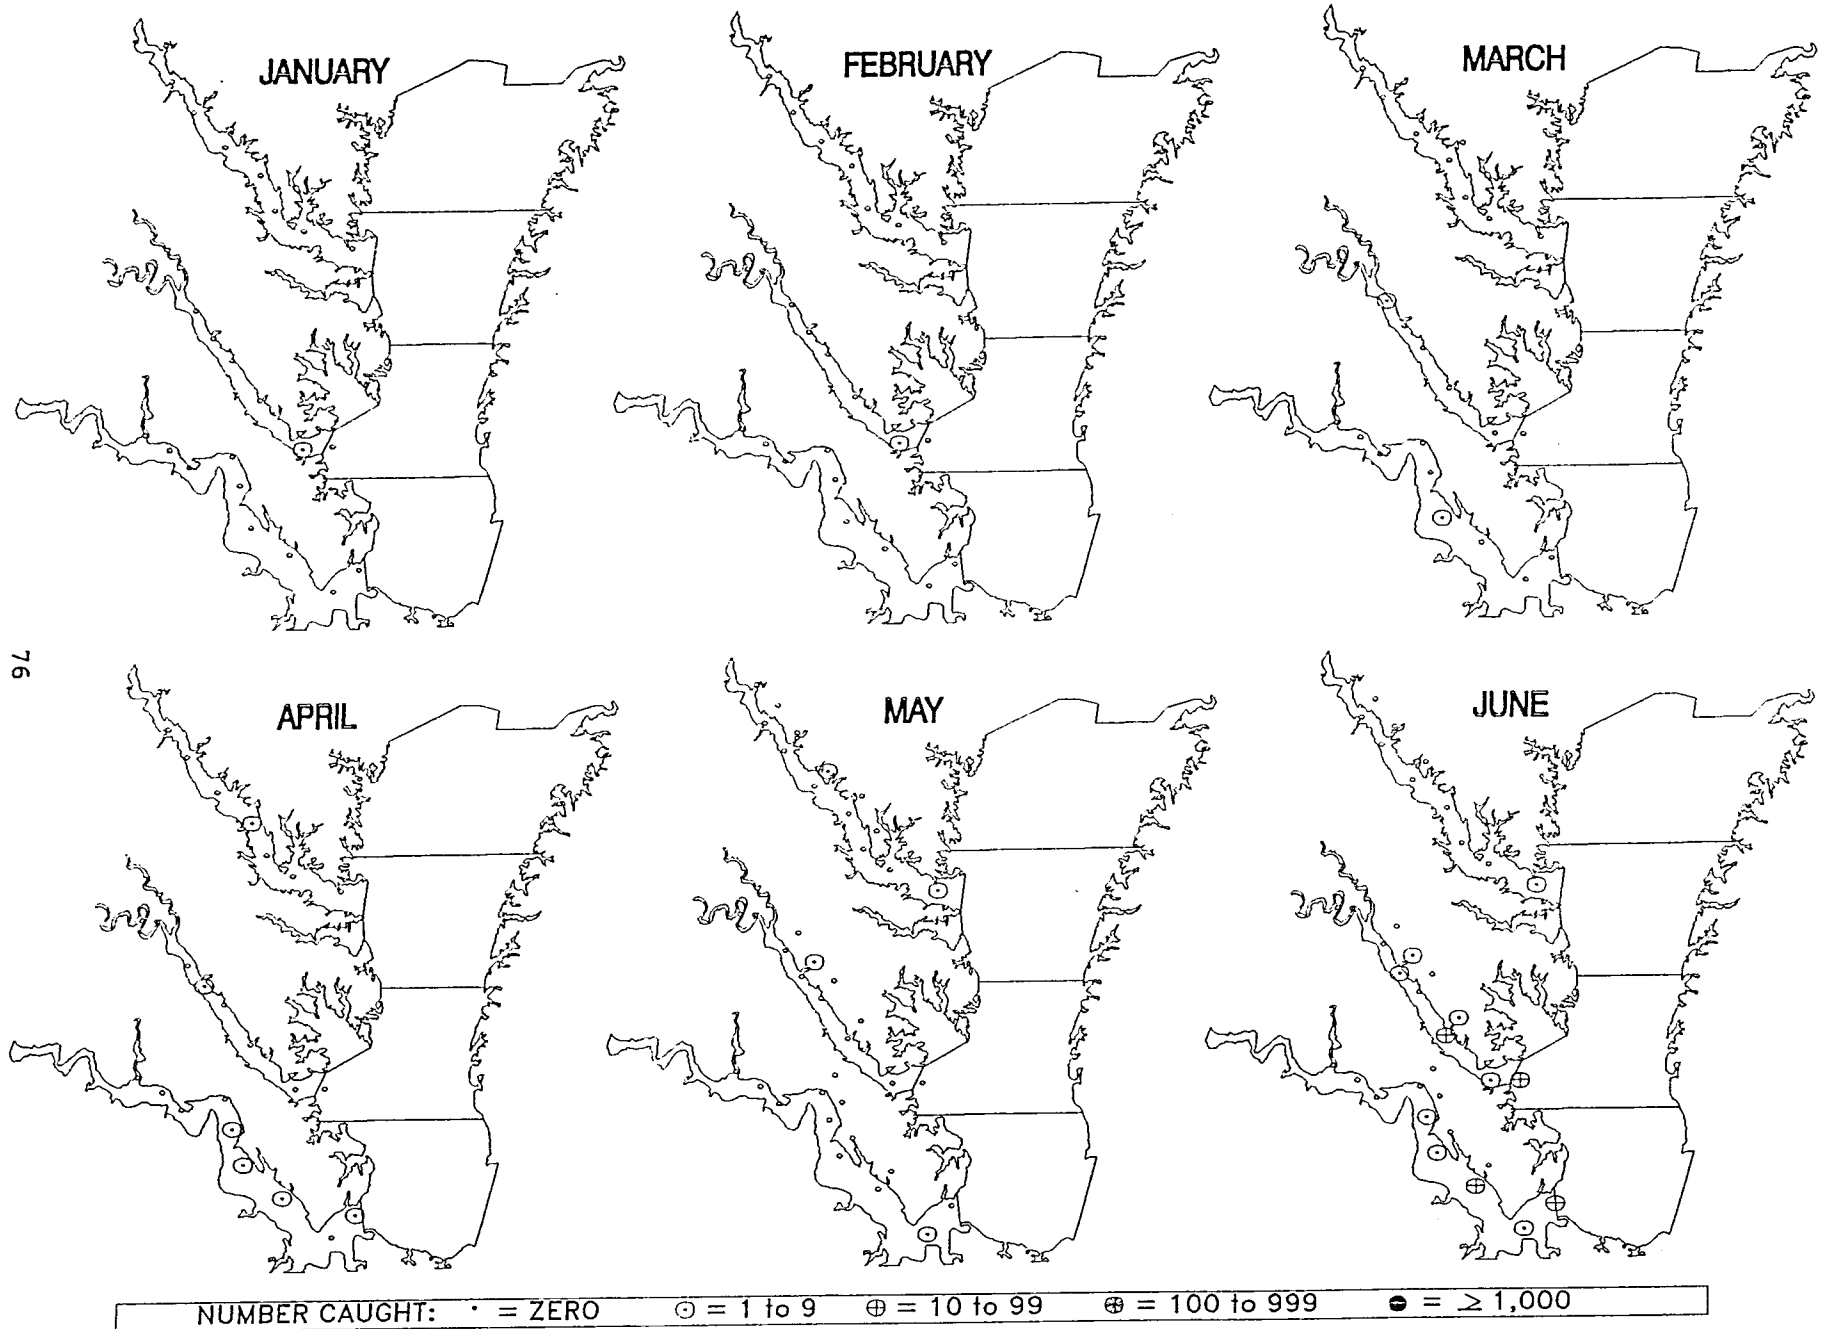 JANUARY
FEBRUARY
MARCH
76
APRIL
MAY
JUNE
NUMBER CAUGHT: · = ZERO ⊙ = 1 to 9 ⊕ = 10 to 99 ⊕ = 100 to 999 ● = ≥ 1,000